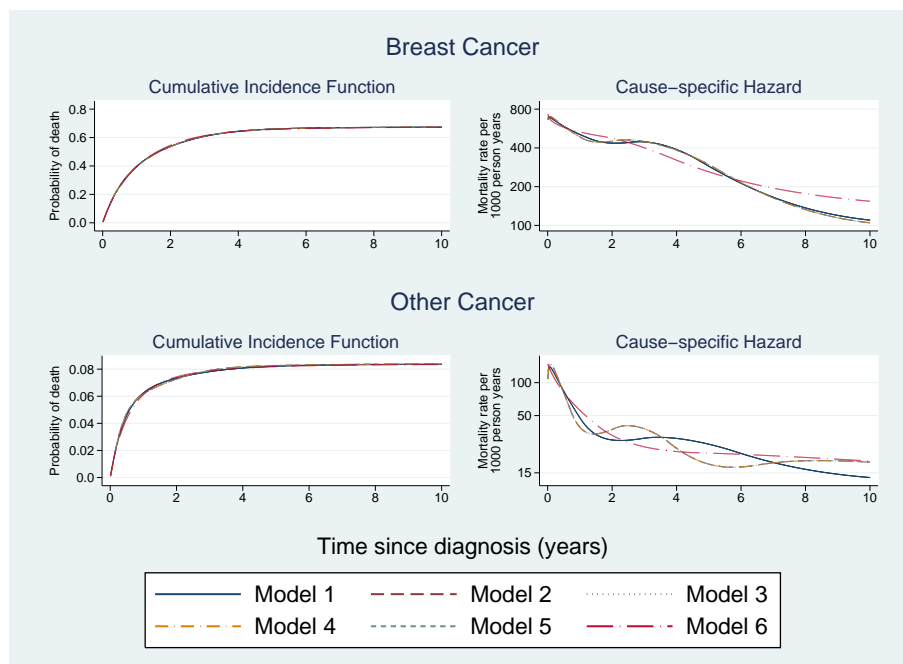 Breast Cancer
Cumulative Incidence Function
Probability of death
0.8
0.6
0.4
0.2
0.0
0 2 4 6 8 10
Cause−specific Hazard
Mortality rate per
1000 person years
800
400
200
100
0 2 4 6 8 10
Other Cancer
Cumulative Incidence Function
Probability of death
0.08
0.06
0.04
0.02
0.0
0 2 4 6 8 10
Cause−specific Hazard
Mortality rate per
1000 person years
100
50
15
0 2 4 6 8 10
Time since diagnosis (years)
Model 1 Model 2 Model 3
Model 4 Model 5 Model 6